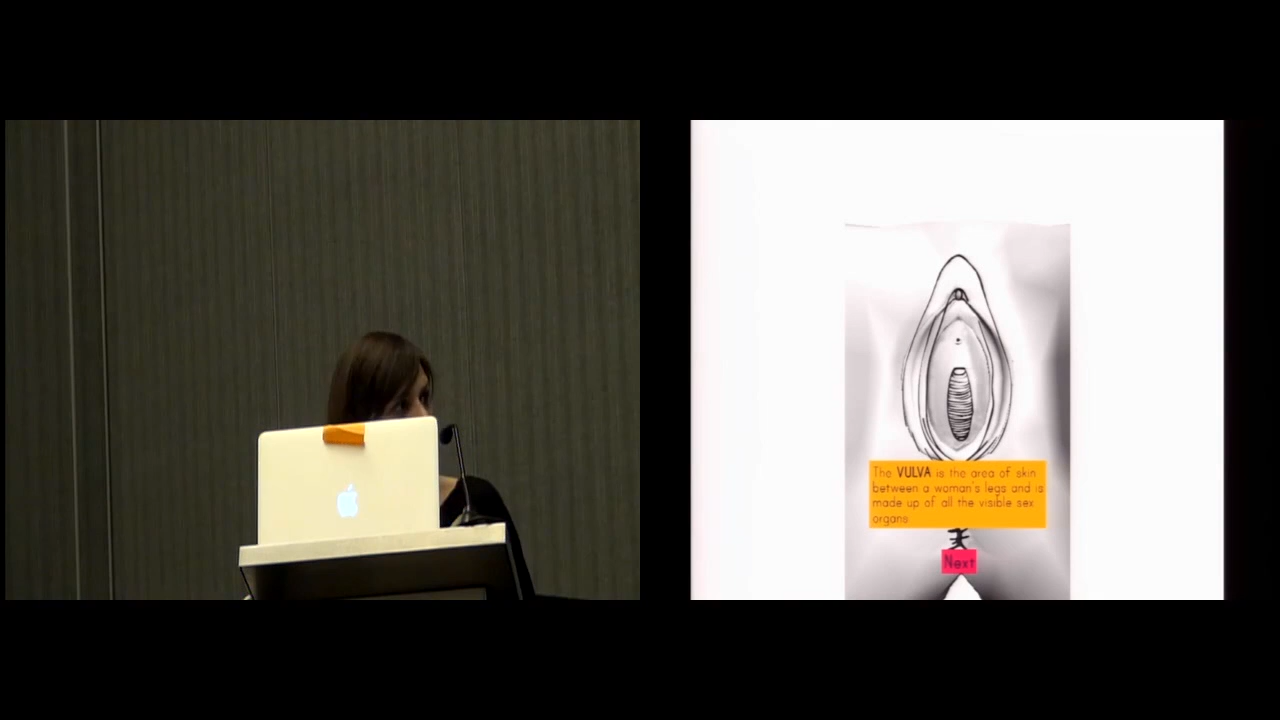 The VULVA is the area of skin
between a woman's legs and is
made up of all the visible sex
organs
Next